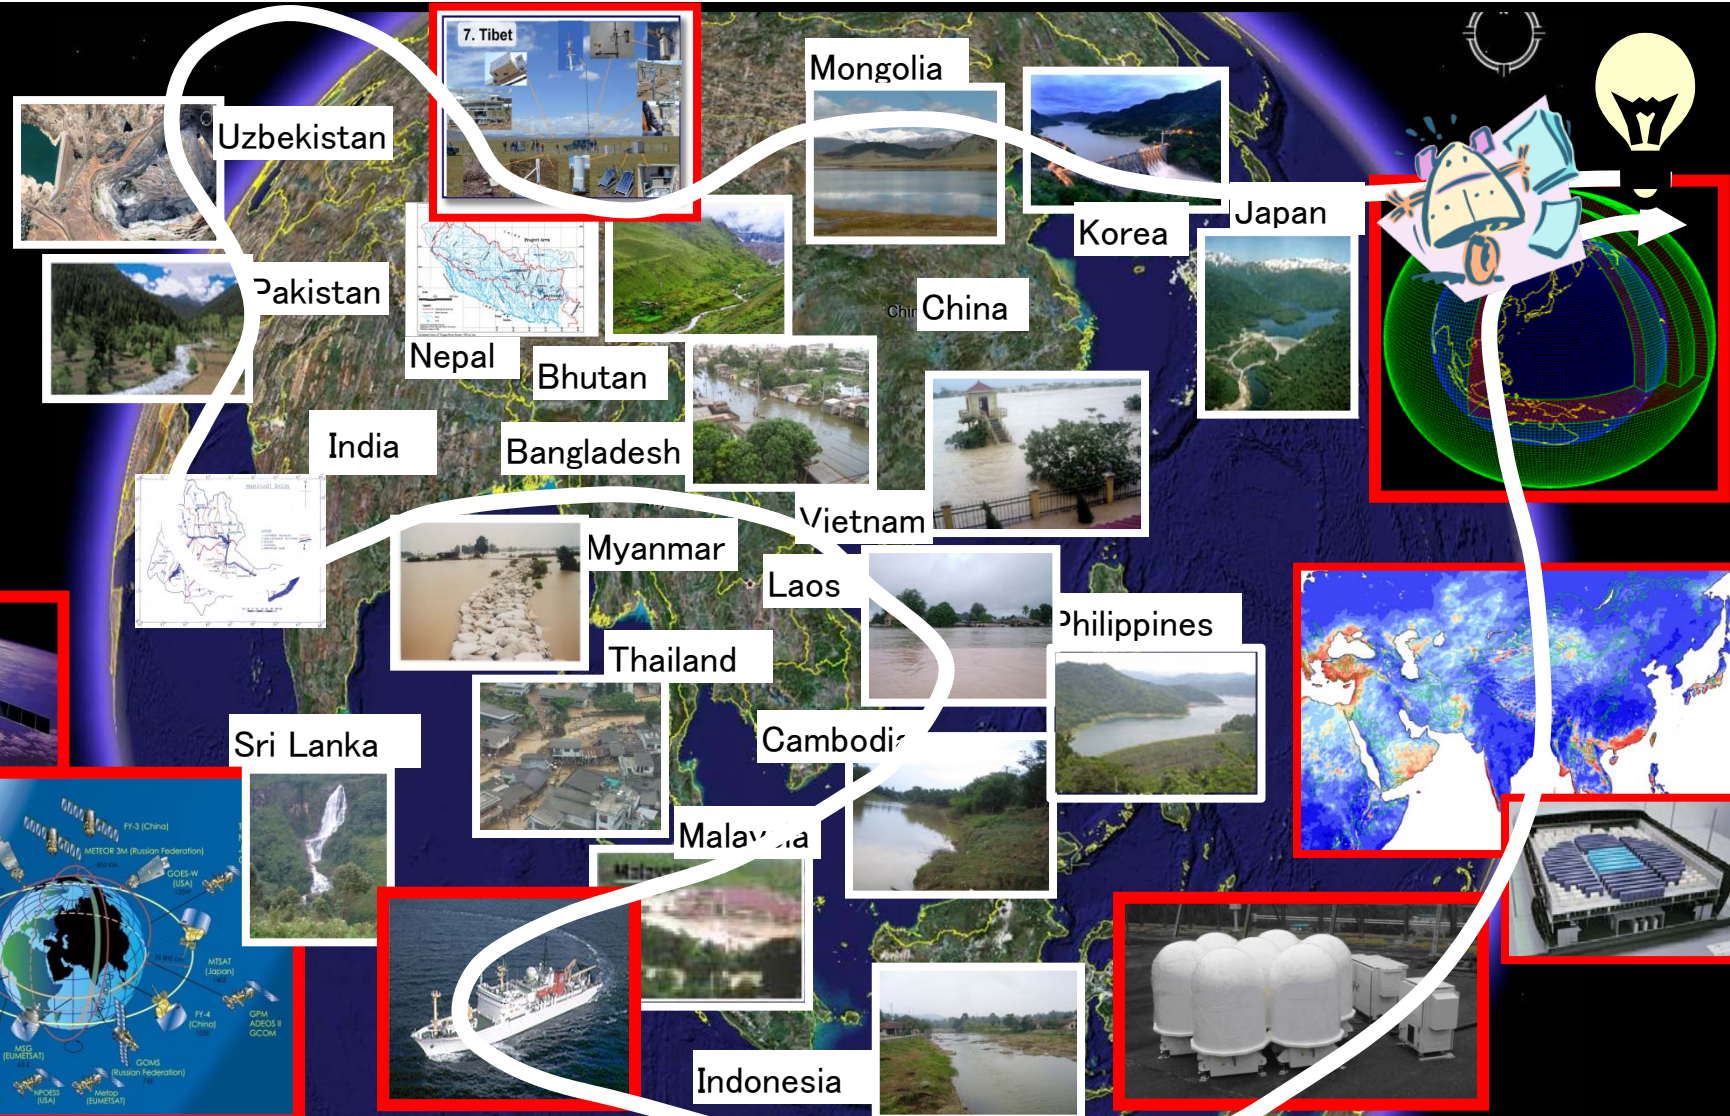 7. Tibet
Mongolia
Uzbekistan
Japan
Korea
Pakistan
China
Nepal
Bhutan
India
Bangladesh
Vietnam
Myanmar
Laos
Philippines
Thailand
Sri Lanka
Cambodia
Malaysia
Indonesia
FY-3 (China)
METEOR 3M (Russian Federation)
GOES-W
(USA)
MTSAT
(Japan)
FY-4
(China)
GPM
ADEOS II
GCOM
MSG
(EUMETSAT)
GOMS
(Russian Federation)
NPOESS
(USA)
Metop
(EUMETSAT)
Project Area